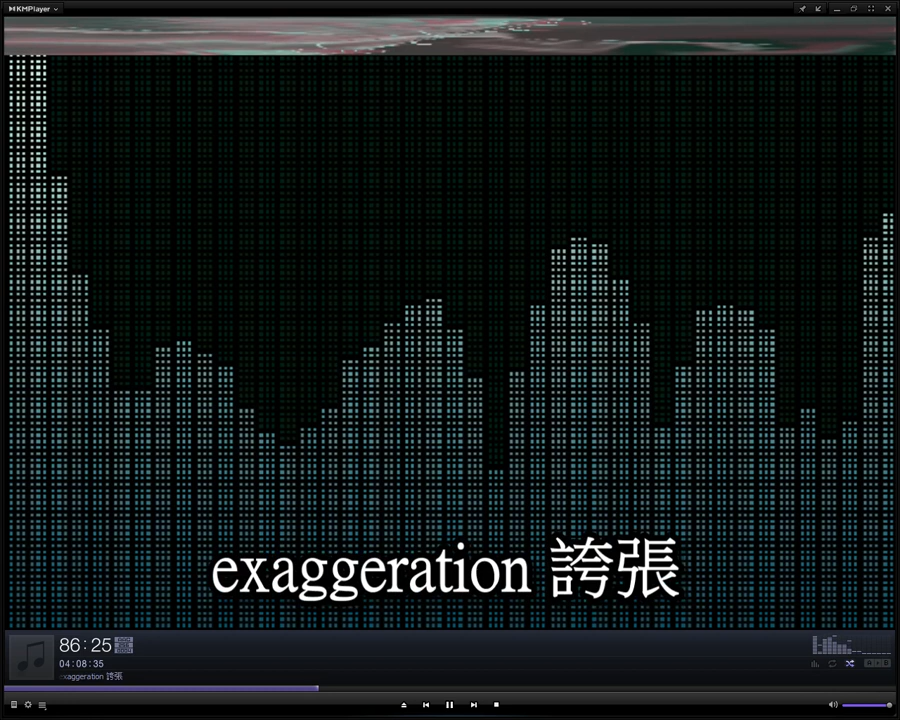 KMPlayer
exaggeration 誇張
86:25
04:08:35
exaggeration 誇張